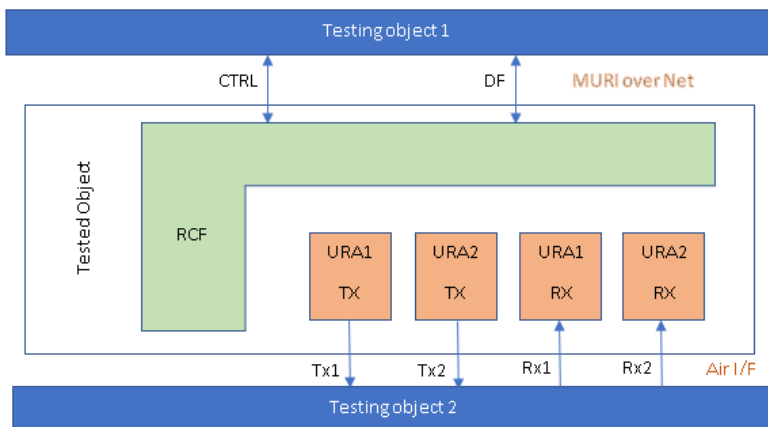 Testing object 1
CTRL
DF
MURI over Net
Tested Object
RCF
URA1
TX
URA2
TX
URA1
RX
URA2
RX
Tx1
Tx2
Rx1
Rx2
Air I/F
Testing object 2